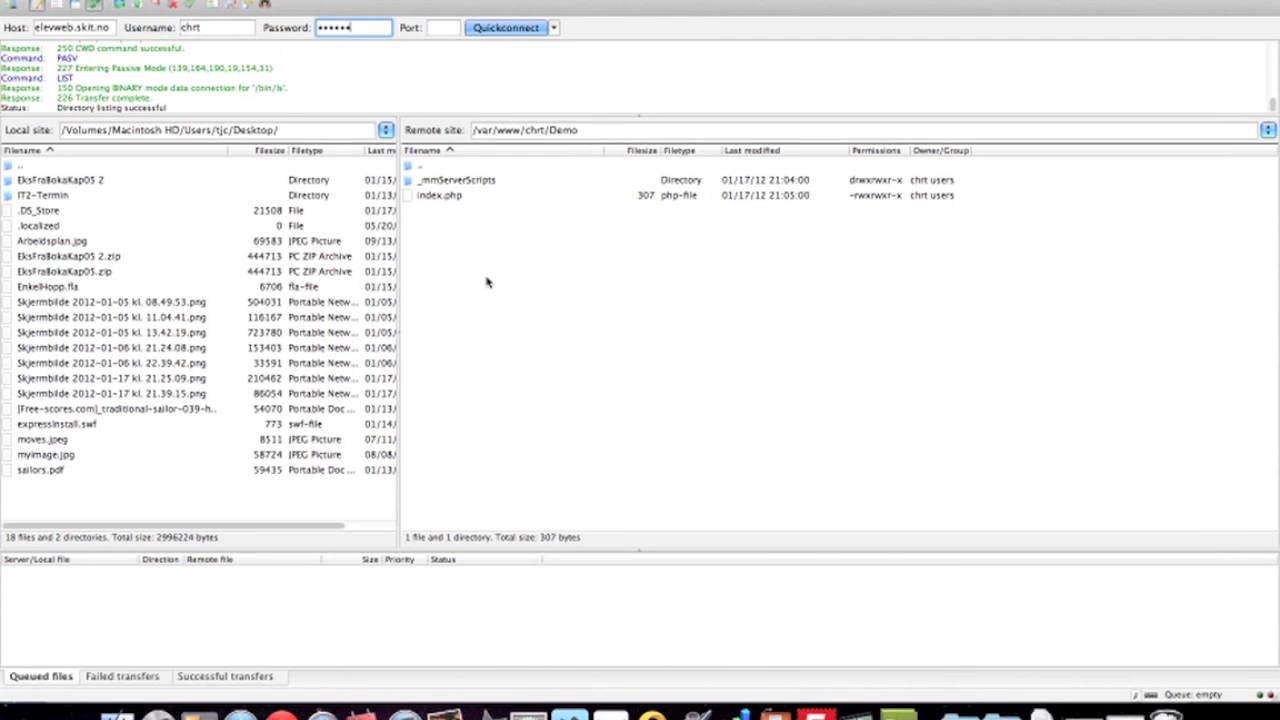 Host: elevweb.skit.no Username: chrt Password: •••••• Port: Quickconnect
Response: 250 CWD command successful.
Command: PASV
Response: 227 Entering Passive Mode (139,164,190,19,154,31)
Command: LIST
Response: 150 Opening BINARY mode data connection for '/bin/ls'.
Response: 226 Transfer complete.
Status: Directory listing successful
Local site: /Volumes/Macintosh HD/Users/tjc/Desktop/
Filename Filesize Filetype Last m
..
EksFraBokaKap05 2 Directory 01/15/
IT2-Termin Directory 01/13/
.DS_Store 21508 File 01/17/
.localized 0 File 05/20/
Arbeidsplan.jpg 69583 JPEG Picture 09/13/
EksFraBokaKap05 2.zip 444713 PC ZIP Archive 01/15/
EksFraBokaKap05.zip 444713 PC ZIP Archive 01/15/
EnkelHopp.fla 6706 fla-file 01/15/
Skjermbilde 2012-01-05 kl. 08.49.53.png 504031 Portable Netw... 01/05/
Skjermbilde 2012-01-05 kl. 11.04.41.png 116167 Portable Netw... 01/05/
Skjermbilde 2012-01-05 kl. 13.42.19.png 723780 Portable Netw... 01/05/
Skjermbilde 2012-01-06 kl. 21.24.08.png 153403 Portable Netw... 01/06/
Skjermbilde 2012-01-06 kl. 22.39.42.png 33591 Portable Netw... 01/06/
Skjermbilde 2012-01-17 kl. 21.25.09.png 210462 Portable Netw... 01/17/
Skjermbilde 2012-01-17 kl. 21.39.15.png 86054 Portable Netw... 01/17/
[Free-scores.com]_traditional-sailor-039-h... 54070 Portable Doc... 01/13/
expressInstall.swf 773 swf-file 01/14/
moves.jpeg 8511 JPEG Picture 07/11/
myimage.jpg 58724 JPEG Picture 08/08/
sailors.pdf 59435 Portable Doc... 01/13/
18 files and 2 directories. Total size: 2996224 bytes
Remote site: /var/www/chrt/Demo
Filename Filesize Filetype Last modified Permissions Owner/Group
..
_mmServerScripts Directory 01/17/12 21:04:00 drwxrwxr-x chrt users
index.php 307 php-file 01/17/12 21:05:00 -rwxrwxr-x chrt users
1 file and 1 directory. Total size: 307 bytes
Server/Local file Direction Remote file Size Priority Status
Queued files Failed transfers Successful transfers
Queue: empty